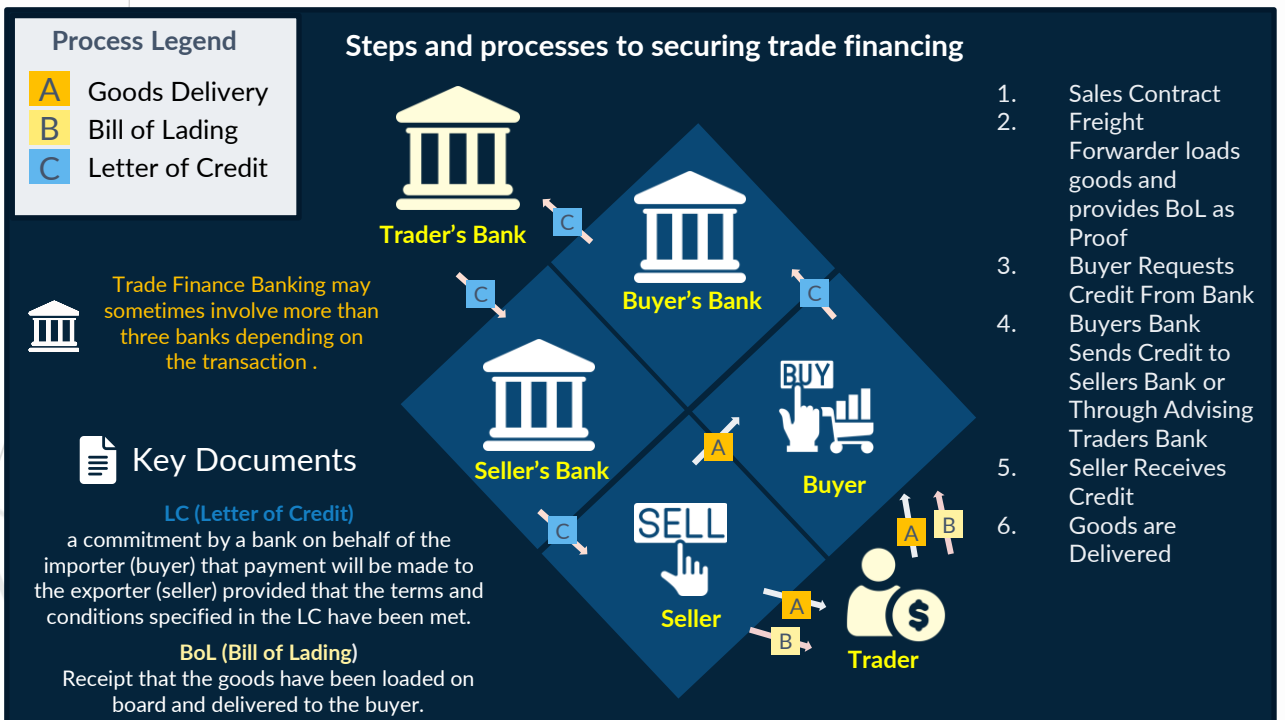 Process Legend
A Goods Delivery
B Bill of Lading
C Letter of Credit
Steps and processes to securing trade financing
Trader's Bank
C
Buyer's Bank
C
C
Trade Finance Banking may
sometimes involve more than
three banks depending on
the transaction .
Seller's Bank
BUY
Buyer
A
C
SELL
Seller
A
B
A
B
$
Trader
Key Documents
LC (Letter of Credit)
a commitment by a bank on behalf of the
importer (buyer) that payment will be made to
the exporter (seller) provided that the terms and
conditions specified in the LC have been met.
BoL (Bill of Lading)
Receipt that the goods have been loaded on
board and delivered to the buyer.
1. Sales Contract
2. Freight
Forwarder loads
goods and
provides BoL as
Proof
3. Buyer Requests
Credit From Bank
4. Buyers Bank
Sends Credit to
Sellers Bank or
Through Advising
Traders Bank
5. Seller Receives
Credit
6. Goods are
Delivered